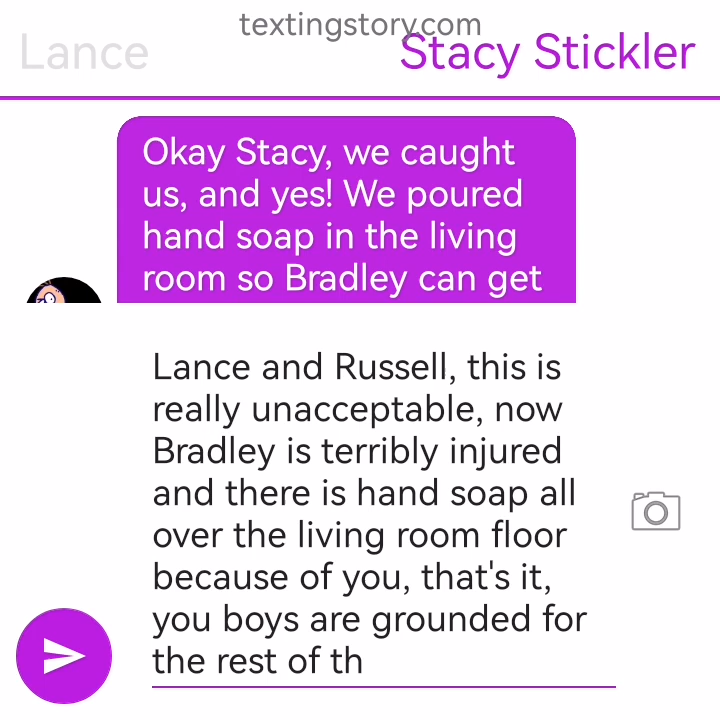 textingstory.com
Lance
Stacy Stickler
Okay Stacy, we caught
us, and yes! We poured
hand soap in the living
room so Bradley can get
Lance and Russell, this is
really unacceptable, now
Bradley is terribly injured
and there is hand soap all
over the living room floor
because of you, that's it,
you boys are grounded for
the rest of th